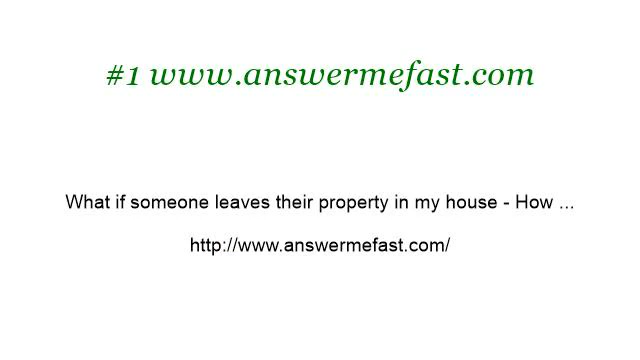 #1 www.answermefast.com
What if someone leaves their property in my house - How ...
http://www.answermefast.com/